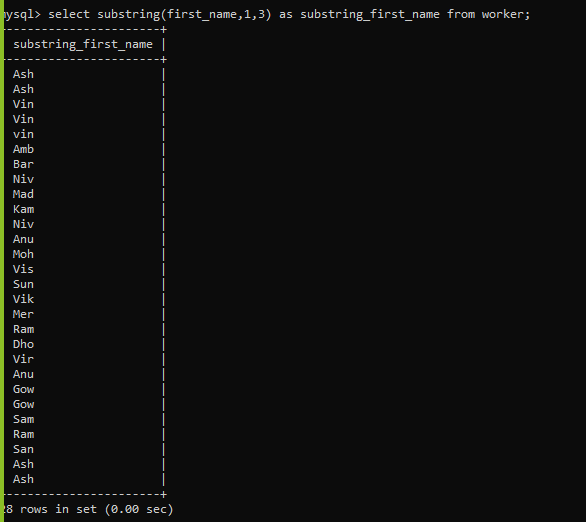 mysql> select substring(first_name,1,3) as substring_first_name from worker;
-----------------------+
substring_first_name |
-----------------------+
Ash |
Ash |
Vin |
Vin |
vin |
Amb |
Bar |
Niv |
Mad |
Kam |
Niv |
Anu |
Moh |
Vis |
Sun |
Vik |
Mer |
Ram |
Dho |
Vir |
Anu |
Gow |
Gow |
Sam |
Ram |
San |
Ash |
Ash |
-----------------------+
28 rows in set (0.00 sec)